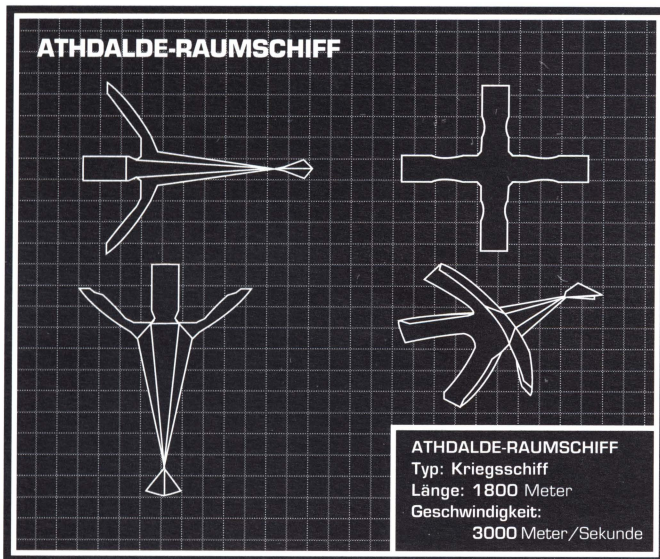 ATHDALDE-RAUMSCHIFF
ATHDALDE-RAUMSCHIFF
Typ: Kriegsschiff
Länge: 1800 Meter
Geschwindigkeit:
3000 Meter/Sekunde